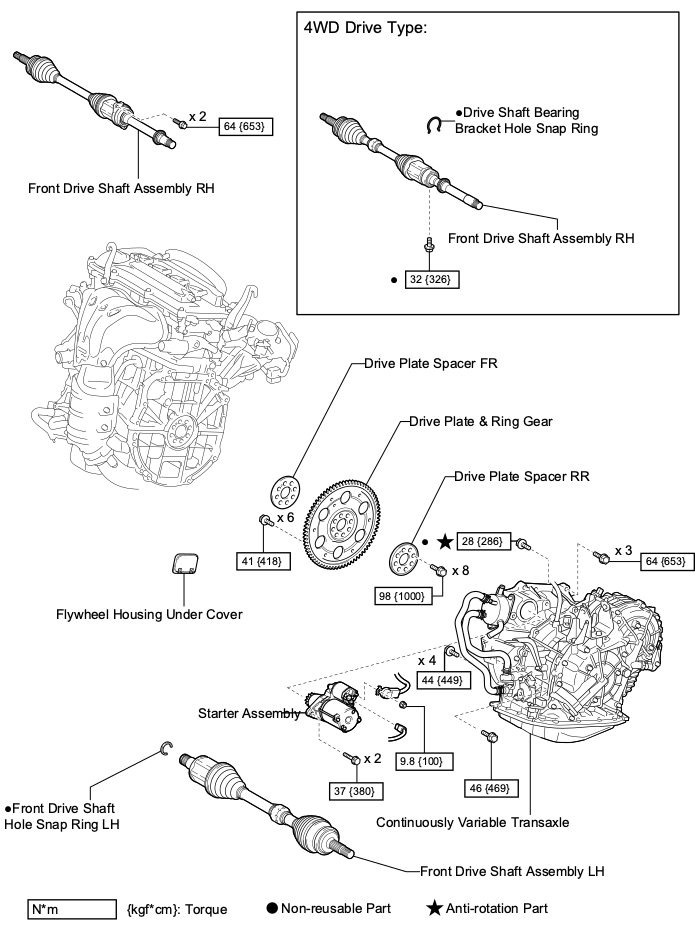 4WD Drive Type:
x 2
64 {653}
●Drive Shaft Bearing
Bracket Hole Snap Ring
Front Drive Shaft Assembly RH
Front Drive Shaft Assembly RH
● 32 {326}
Drive Plate Spacer FR
Drive Plate & Ring Gear
Drive Plate Spacer RR
x 6
41 {418}
● ★ 28 {286}
x 3
64 {653}
x 8
98 {1000}
Flywheel Housing Under Cover
x 4
44 {449}
Starter Assembly
x 2
9.8 {100}
37 {380}
46 {469}
●Front Drive Shaft
Hole Snap Ring LH
Continuously Variable Transaxle
Front Drive Shaft Assembly LH
N*m {kgf*cm}: Torque ● Non-reusable Part ★ Anti-rotation Part